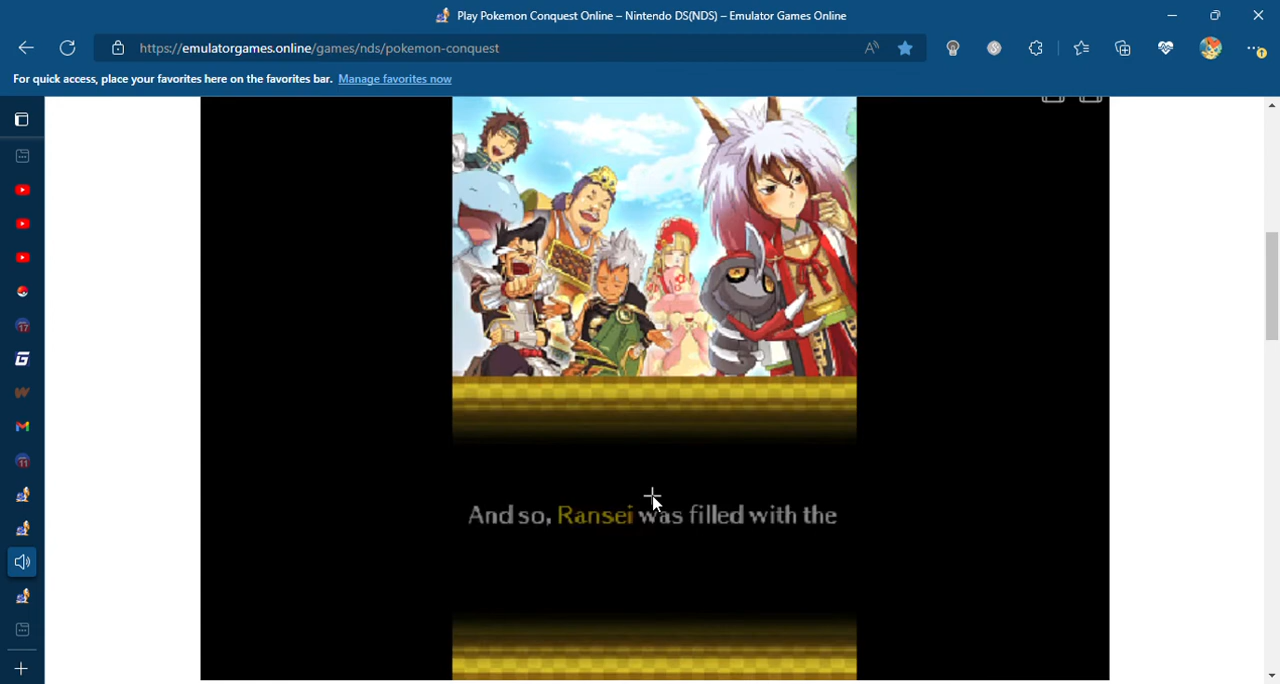 Play Pokemon Conquest Online – Nintendo DS(NDS) – Emulator Games Online
https://emulatorgames.online/games/nds/pokemon-conquest
For quick access, place your favorites here on the favorites bar. Manage favorites now
17
11
And so, Ransei was filled with the